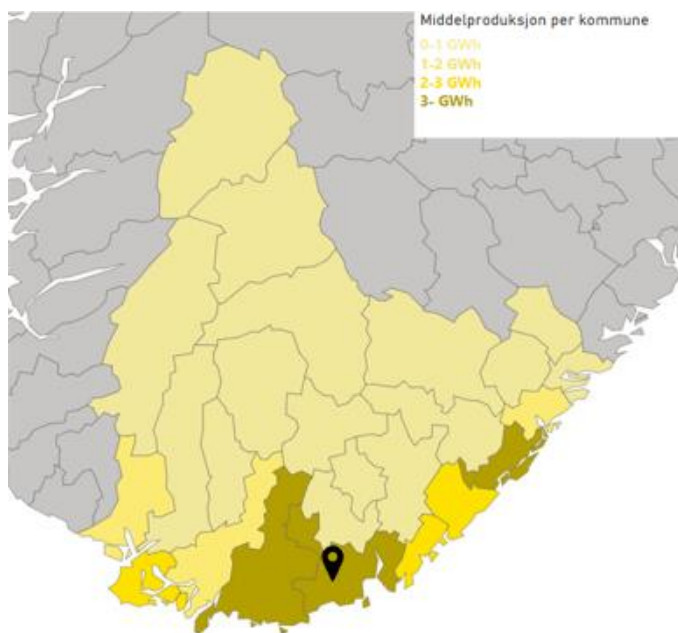 Middelproduksjon per kommune
0-1 GWh
1-2 GWh
2-3 GWh
3- GWh